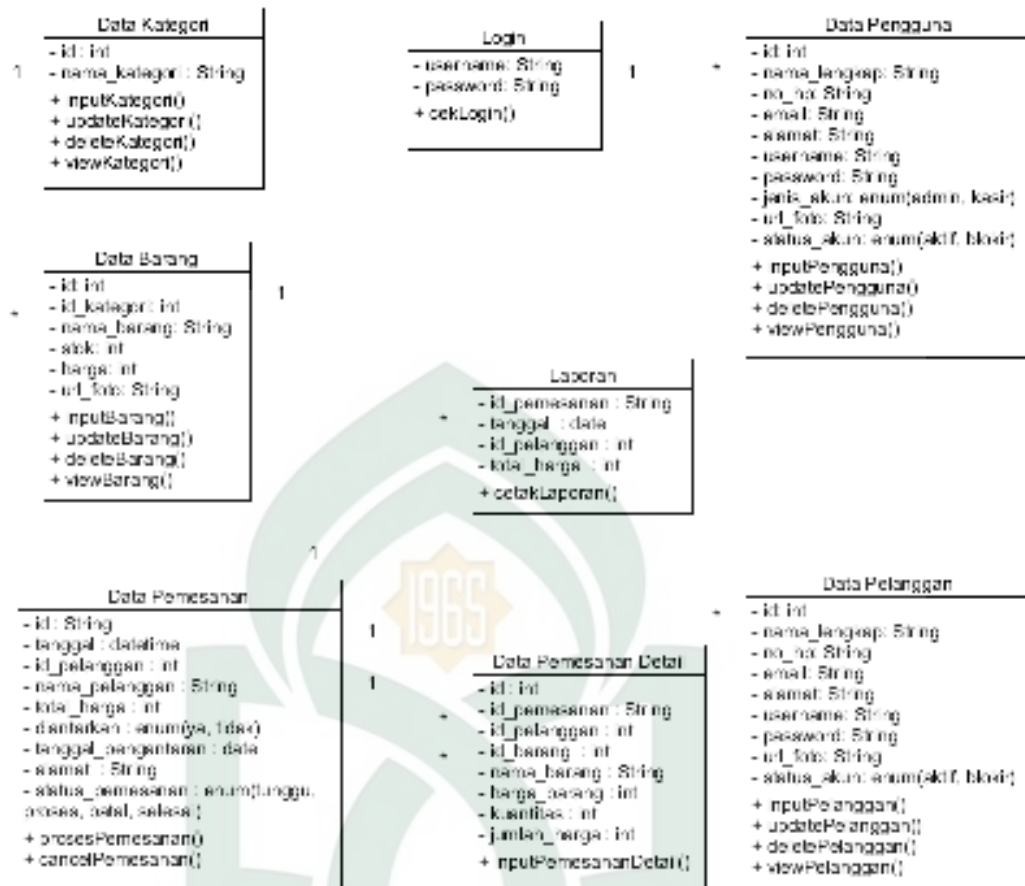 Data Kategori
- id : int
- nama_kategori : String
+ inputKategori()
+ updateKategori()
+ deleteKategori()
+ viewKategori()
1
Login
- username: String
- password: String
+ cekLogin()
1
Data Pengguna
*
- id: int
- nama_lengkap: String
- no_hp: String
- email: String
- alamat: String
- username: String
- password: String
- jenis_akun: enum(admin, kasir)
- url_foto: String
- status_akun: enum(aktif, blokir)
+ inputPengguna()
+ updatePengguna()
+ deletePengguna()
+ viewPengguna()
Data Barang
*
- id: int
- id_kategori: int
- nama_barang: String
- stok: int
- harga: int
- url_foto: String
+ inputBarang()
+ updateBarang()
+ deleteBarang()
+ viewBarang()
1
Laporan
*
- id_pemesanan : String
- tanggal : date
- id_pelanggan : int
- total_harga : int
+ cetakLaporan()
1
Data Pemesanan
- id : String
- tanggal : datetime
- id_pelanggan : int
- nama_pelanggan : String
- total_harga : int
- diantarkan : enum(ya, tidak)
- tanggal_pengantaran : date
- alamat : String
- status_pemesanan : enum(tunggu,
proses, batal, selesai)
+ prosesPemesanan()
+ cancelPemesanan()
1
1
1965
Data Pemesanan Detail
*
*
- id : int
- id_pemesanan : String
- id_pelanggan : int
- id_barang : int
- nama_barang : String
- harga_barang : int
- kuantitas : int
- jumlah_harga : int
+ inputPemesananDetail()
Data Pelanggan
*
- id: int
- nama_lengkap: String
- no_hp: String
- email: String
- alamat: String
- username: String
- password: String
- url_foto: String
- status_akun: enum(aktif, blokir)
+ inputPelanggan()
+ updatePelanggan()
+ deletePelanggan()
+ viewPelanggan()